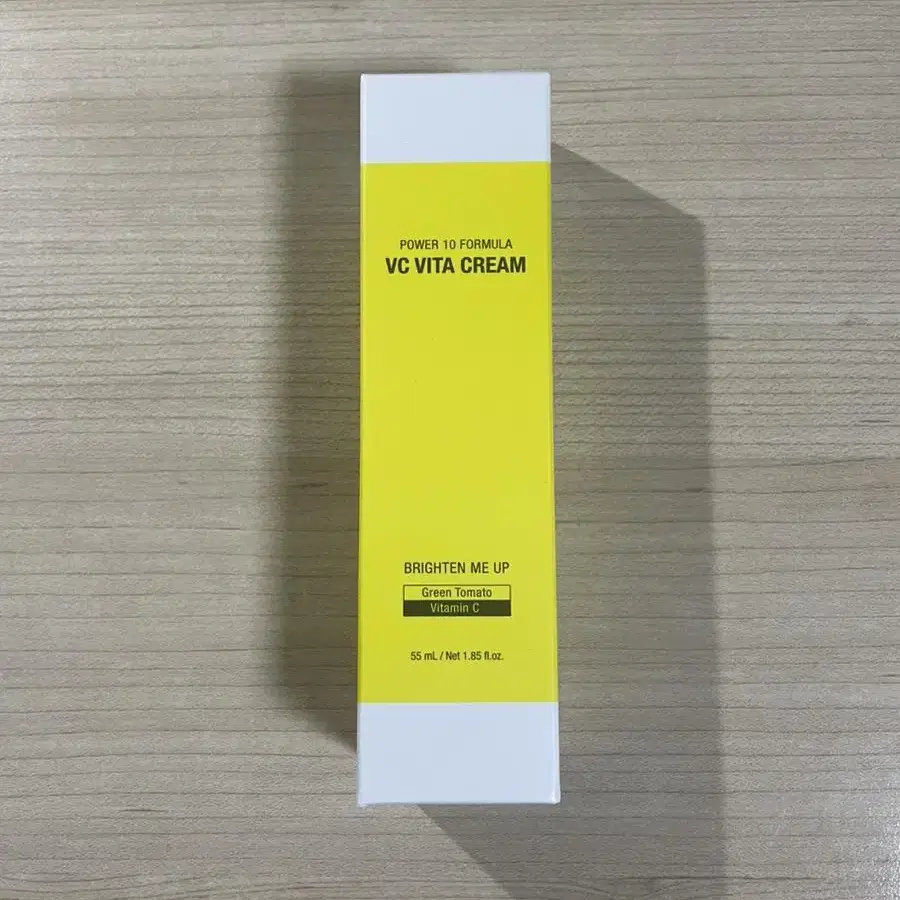 POWER 10 FORMULA
VC VITA CREAM
BRIGHTEN ME UP
Green Tomato
Vitamin C
55 mL / Net 1.85 fl.oz.